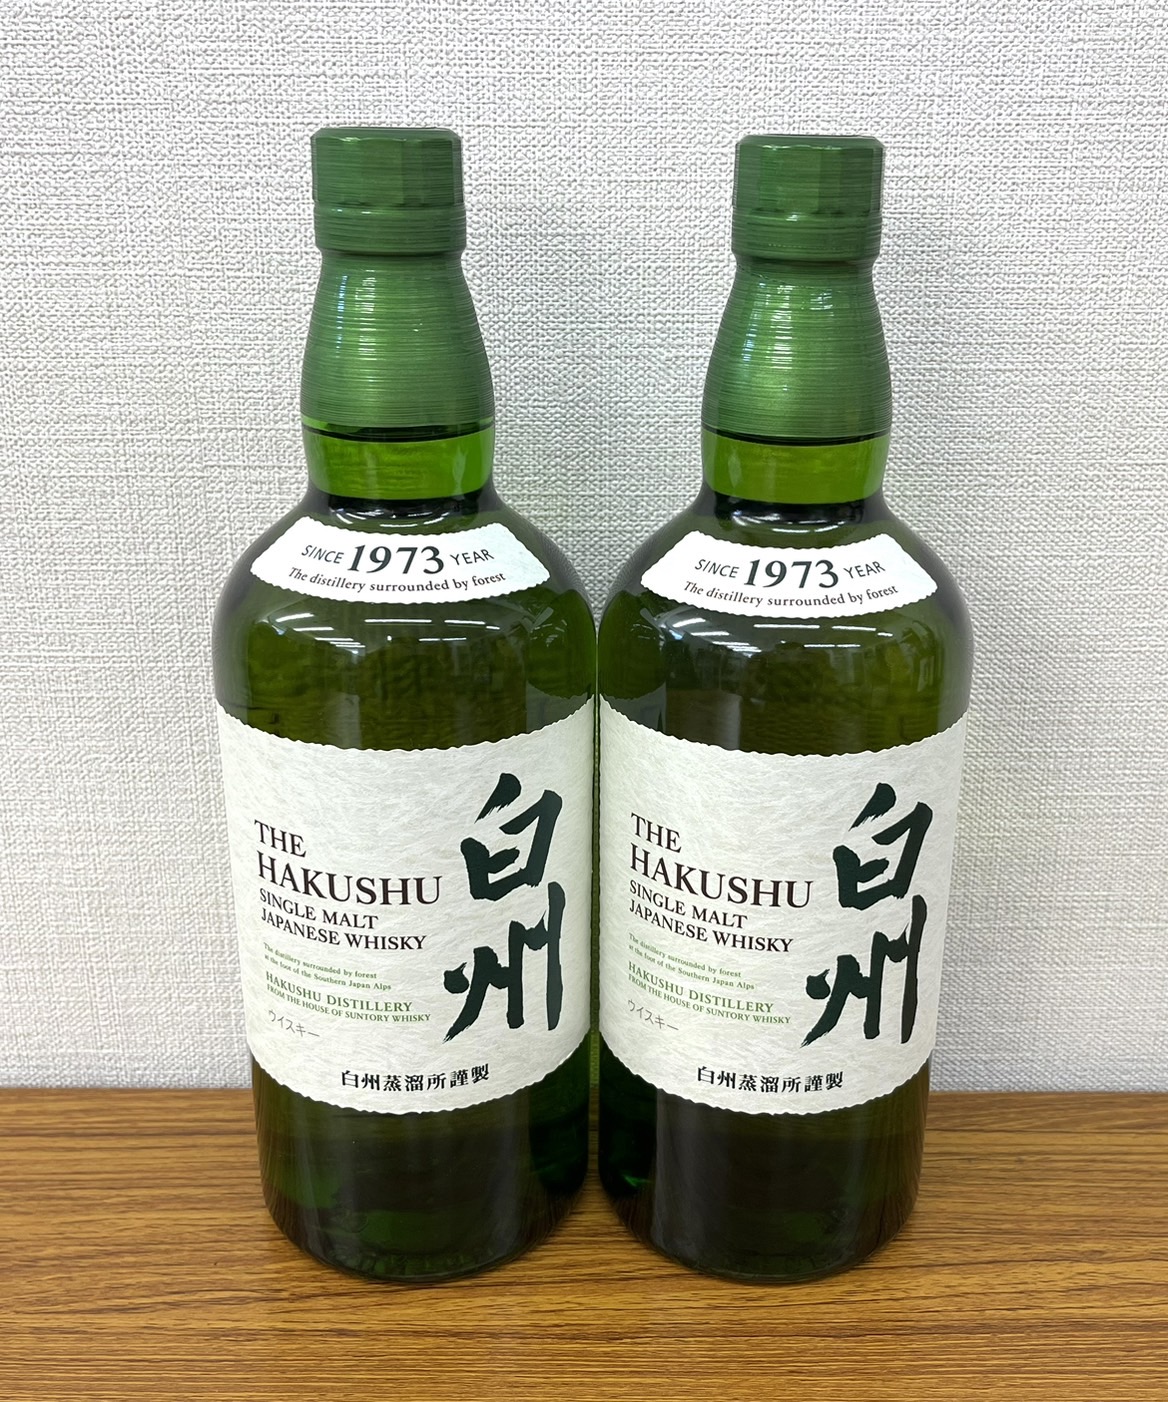 SINCE 1973 YEAR
The distillery surrounded by forest
THE
HAKUSHU
SINGLE MALT
JAPANESE WHISKY
The distillery surrounded by forest
at the foot of the Southern Japan Alps
HAKUSHU DISTILLERY
FROM THE HOUSE OF SUNTORY WHISKY
ウイスキー
白州
白州蒸溜所謹製
SINCE 1973 YEAR
The distillery surrounded by forest
THE
HAKUSHU
SINGLE MALT
JAPANESE WHISKY
The distillery surrounded by forest
at the foot of the Southern Japan Alps
HAKUSHU DISTILLERY
FROM THE HOUSE OF SUNTORY WHISKY
ウイスキー
白州
白州蒸溜所謹製